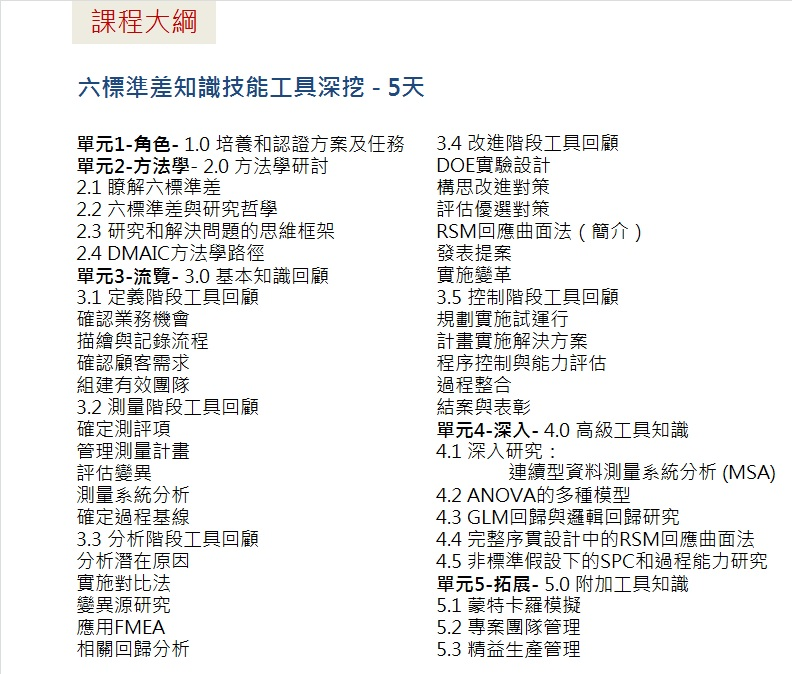 課程大綱
六標準差知識技能工具深挖 - 5天
單元1-角色- 1.0 培養和認證方案及任務
單元2-方法學- 2.0 方法學研討
2.1 瞭解六標準差
2.2 六標準差與研究哲學
2.3 研究和解決問題的思維框架
2.4 DMAIC方法學路徑
單元3-流覽- 3.0 基本知識回顧
3.1 定義階段工具回顧
確認業務機會
描繪與記錄流程
確認顧客需求
組建有效團隊
3.2 測量階段工具回顧
確定測評項
管理測量計畫
評估變異
測量系統分析
確定過程基線
3.3 分析階段工具回顧
分析潛在原因
實施對比法
變異源研究
應用FMEA
相關回歸分析
3.4 改進階段工具回顧
DOE實驗設計
構思改進對策
評估優選對策
RSM回應曲面法（簡介）
發表提案
實施變革
3.5 控制階段工具回顧
規劃實施試運行
計畫實施解決方案
程序控制與能力評估
過程整合
結案與表彰
單元4-深入- 4.0 高級工具知識
4.1 深入研究：
連續型資料測量系統分析 (MSA)
4.2 ANOVA的多種模型
4.3 GLM回歸與邏輯回歸研究
4.4 完整序貫設計中的RSM回應曲面法
4.5 非標準假設下的SPC和過程能力研究
單元5-拓展- 5.0 附加工具知識
5.1 蒙特卡羅模擬
5.2 專案團隊管理
5.3 精益生產管理